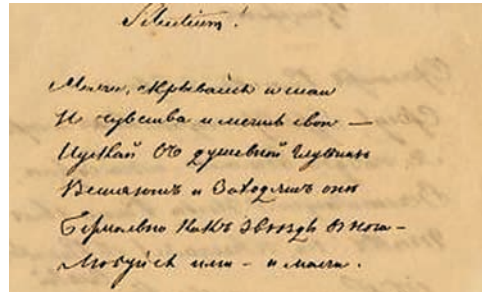 Silentium!
Молчи, скрывайся и таи
И чувства и мечты свои —
Пускай въ душевной глубинѣ
Встаютъ и заходятъ онѣ
Безмолвно какъ звѣзды в ночи —
Любуйся ими — и молчи.